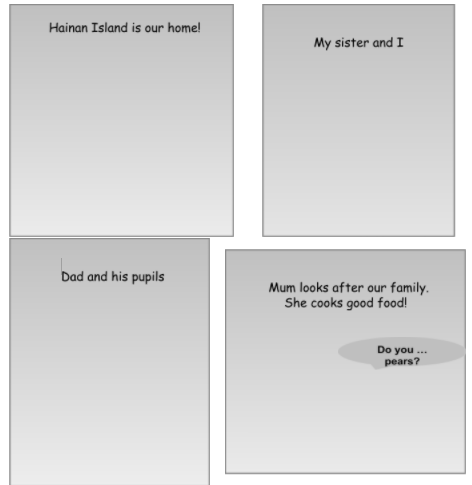 Hainan Island is our home!
My sister and I
Dad and his pupils
Mum looks after our family.
She cooks good food!
Do you ...
pears?